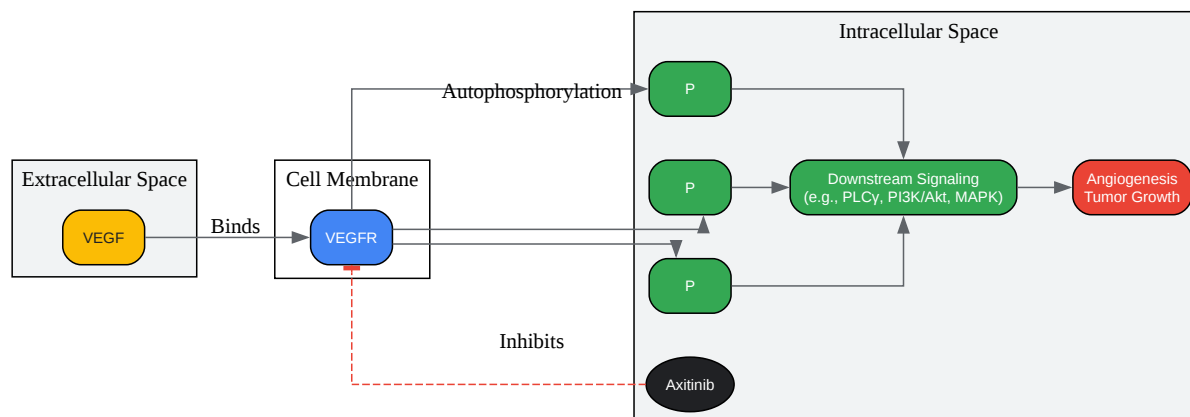 Intracellular Space
Autophosphorylation
P
Extracellular Space
Cell Membrane
P
Downstream Signaling
(e.g., PLCγ, PI3K/Akt, MAPK)
Angiogenesis
Tumor Growth
VEGF
Binds
VEGFR
P
Inhibits
Axitinib